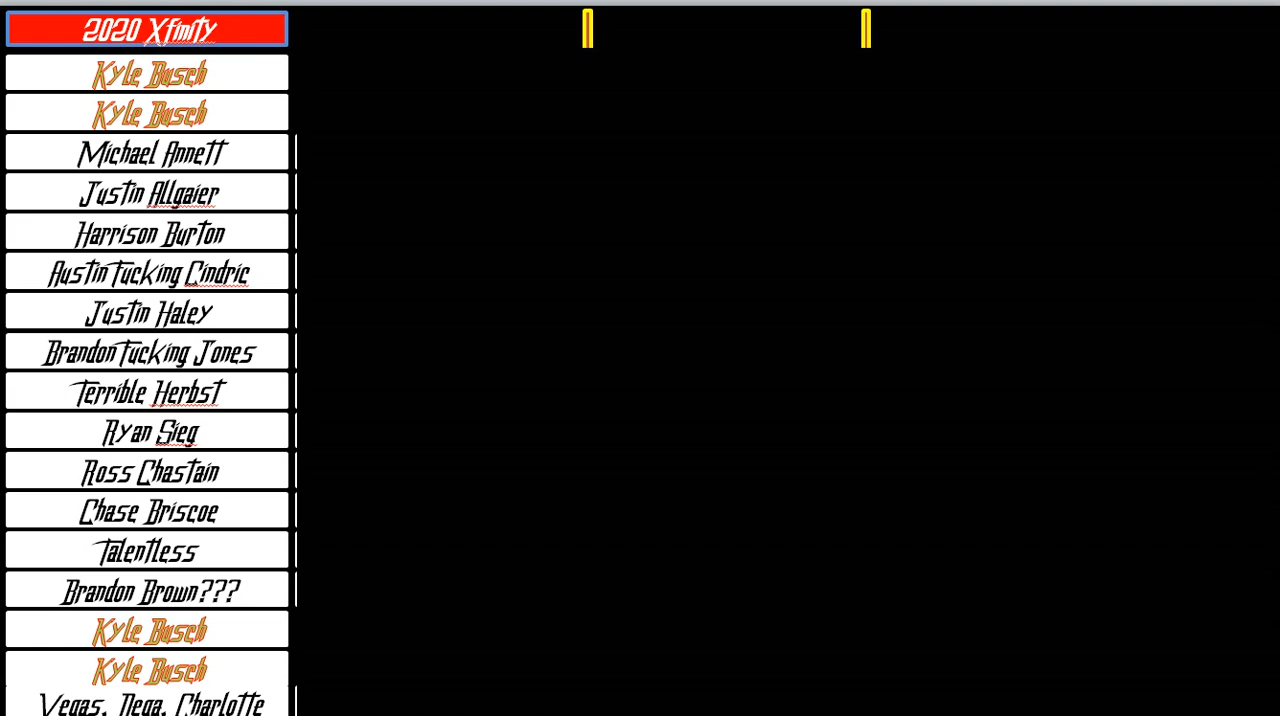 2020 Xfinity
Kyle Busch
Kyle Busch
Michael Annett
Justin Allgaier
Harrison Burton
Austin Fucking Cindric
Justin Haley
Brandon Fucking Jones
Terrible Herbst
Ryan Sieg
Ross Chastain
Chase Briscoe
Talentless
Brandon Brown???
Kyle Busch
Kyle Busch
Vegas, Dega, Charlotte